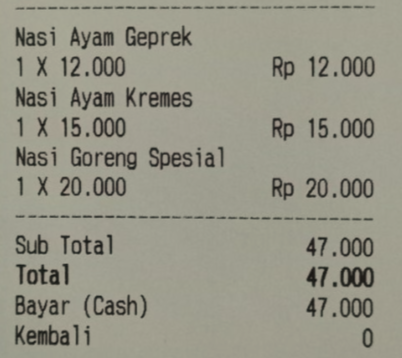 Nasi Ayam Geprek
1 X 12.000 Rp 12.000
Nasi Ayam Kremes
1 X 15.000 Rp 15.000
Nasi Goreng Spesial
1 X 20.000 Rp 20.000
Sub Total 47.000
Total 47.000
Bayar (Cash) 47.000
Kembali 0